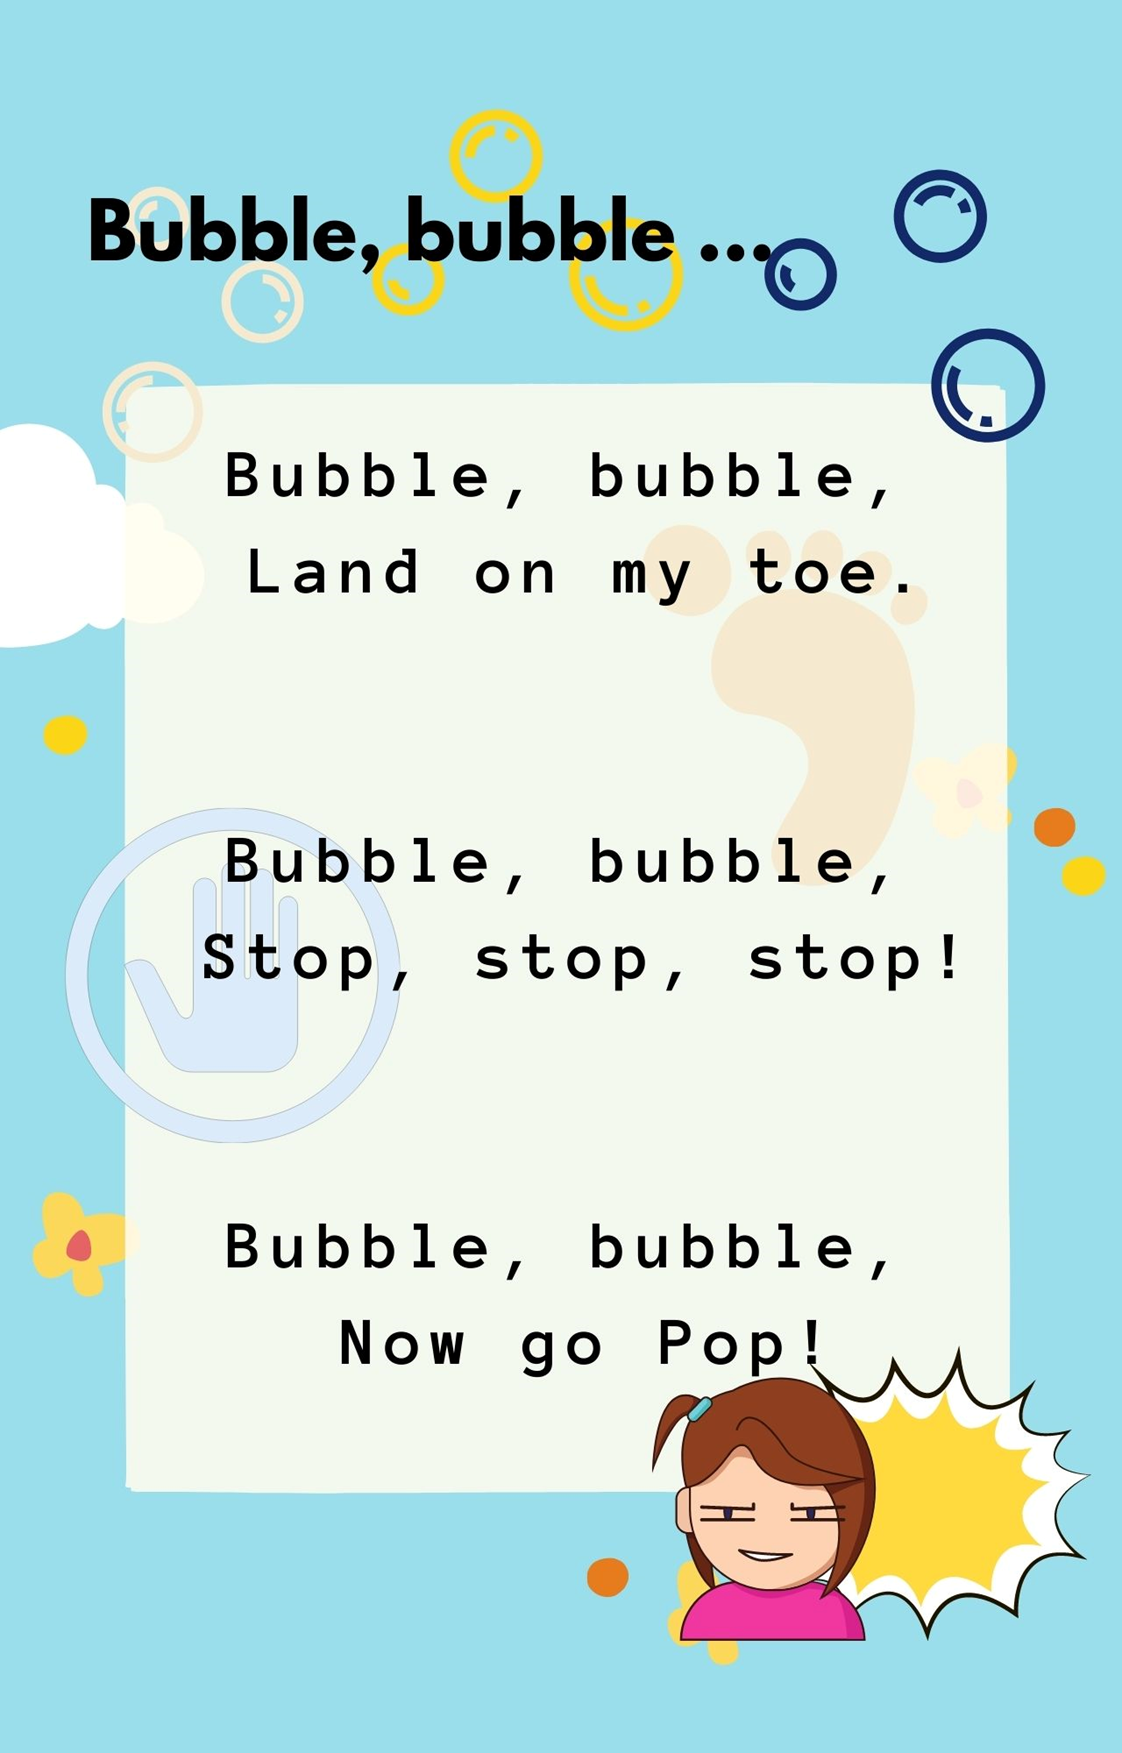 Bubble, bubble ...
Bubble, bubble,
Land on my toe.
Bubble, bubble,
Stop, stop, stop!
Bubble, bubble,
Now go Pop!